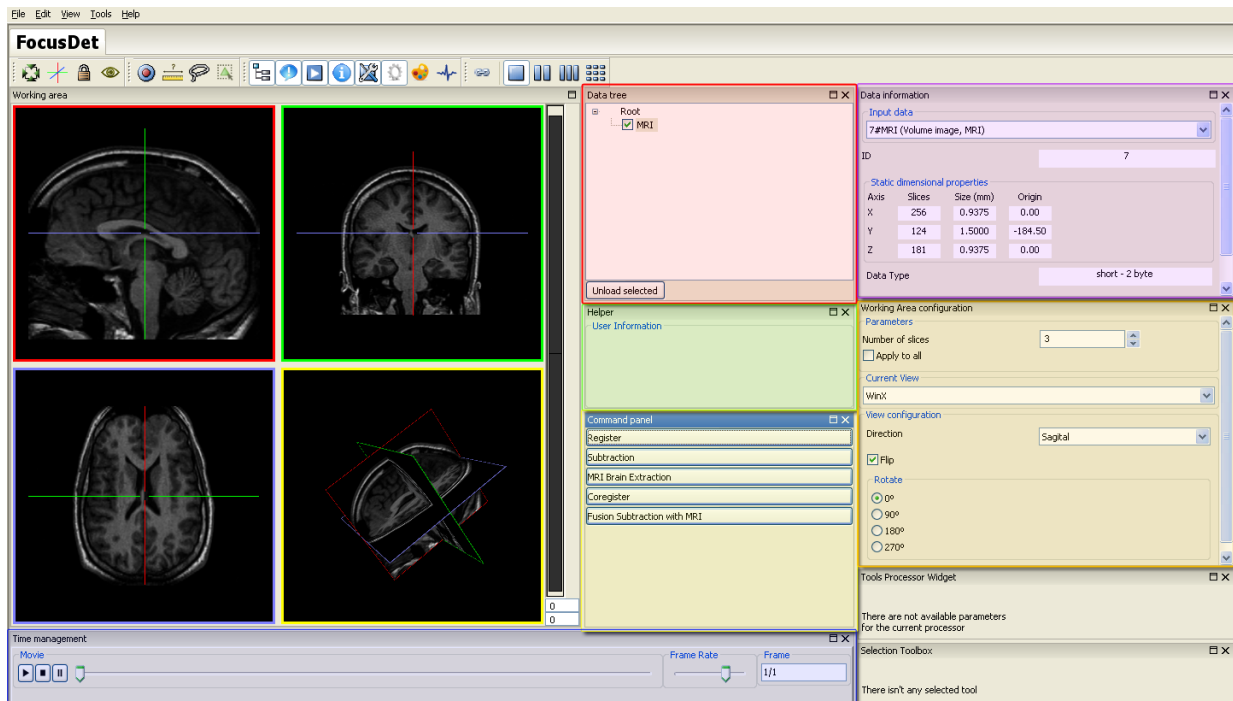 File Edit View Tools Help
FocusDet
Working area
0
0
Data tree
Root
MRI
Unload selected
Helper
User Information
Command panel
Register
Subtraction
MRI Brain Extraction
Coregister
Fusion Subtraction with MRI
Data information
Input data
7#MRI (Volume image, MRI)
ID 7
Static dimensional properties
Axis Slices Size (mm) Origin
X 256 0.9375 0.00
Y 124 1.5000 -184.50
Z 181 0.9375 0.00
Data Type short - 2 byte
Working Area configuration
Parameters
Number of slices 3
Apply to all
Current View
WinX
View configuration
Direction Sagital
Flip
Rotate
0º
90º
180º
270º
Tools Processor Widget
There are not available parameters
for the current processor
Selection Toolbox
There isn't any selected tool
Time management
Movie Frame Rate Frame
1/1